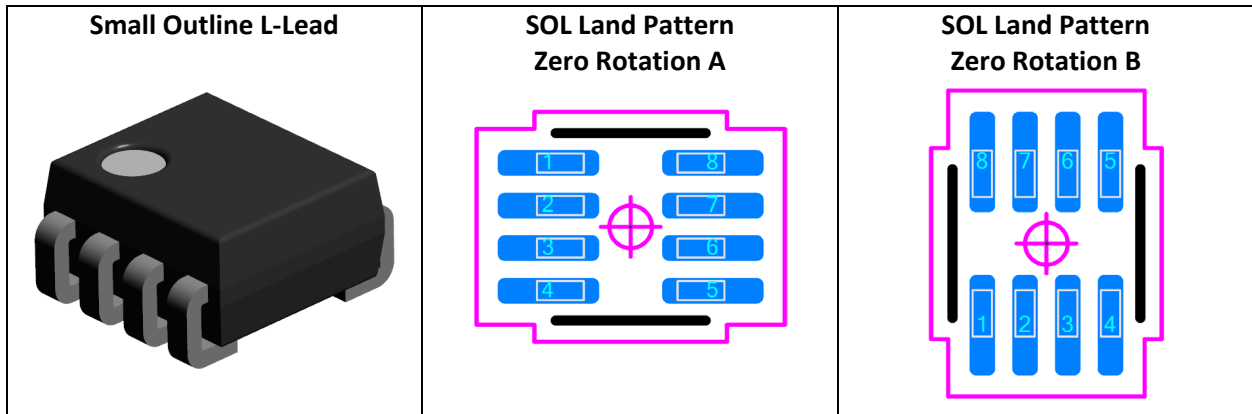 Small Outline L-Lead
SOL Land Pattern
Zero Rotation A
SOL Land Pattern
Zero Rotation B
1 8
2 7
3 6
4 5
8 7 6 5
1 2 3 4